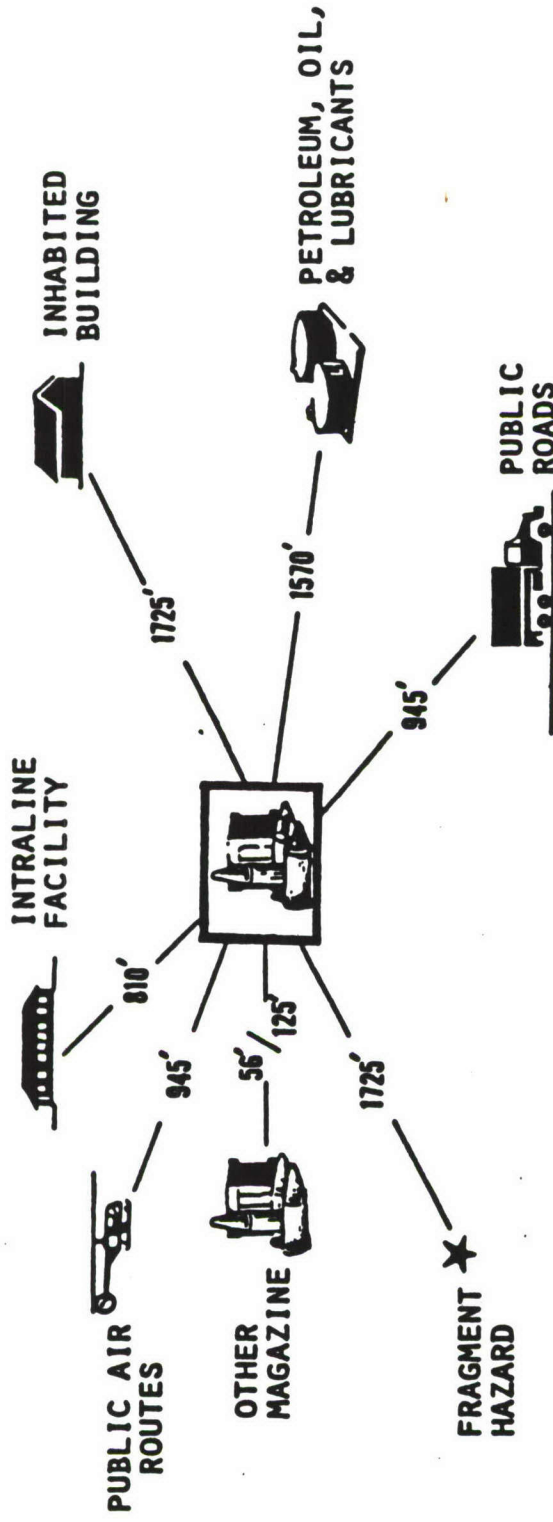 INTRALINE
FACILITY
810′
INHABITED
BUILDING
1725′
PETROLEUM, OIL,
& LUBRICANTS
1570′
PUBLIC
ROADS
945′
FRAGMENT
HAZARD
1725′
OTHER
MAGAZINE
56′/125′
PUBLIC AIR
ROUTES
945′